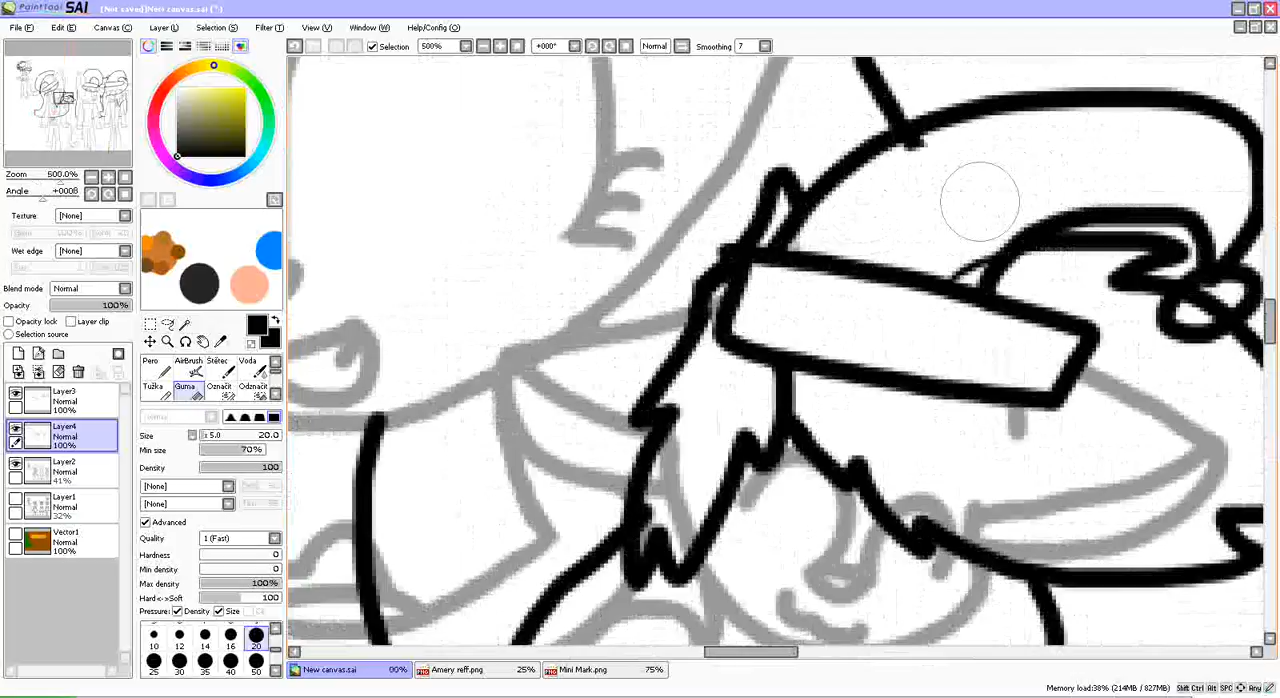 PaintTool SAI [Not saved]New canvas.sai (*)
File (F) Edit (E) Canvas (C) Layer (L) Selection (S) Filter (T) View (V) Window (W) Help/Config (O)
Selection 500% +000° Normal Smoothing 7
Zoom 500.0%
Angle
Texture [None]
Wet edge [None]
Blend mode Normal
Opacity 100%
Opacity lock Layer clip
Selection source
Layer3
Normal
100%
Layer4
Normal
100%
Layer2
Normal
41%
Layer1
Normal
32%
Vector1
Normal
100%
Pero AirBrush Štětec Voda
Tužka Guma Označit Odznačit
Size x 5.0 20.0
Min size 70%
Density 100
[None]
[None]
Advanced
Quality 1 (Fast)
Hardness 0
Min density 0
Max density 100%
Hard<->Soft 100
Pressure: Density Size
10 12 14 16 20
25 30 35 40 50
New canvas.sai 00% Amery reff.png 25% Mini Mark.png 75%
Memory load:38% (214MB / 827MB) Shift Ctrl Alt SPC Any